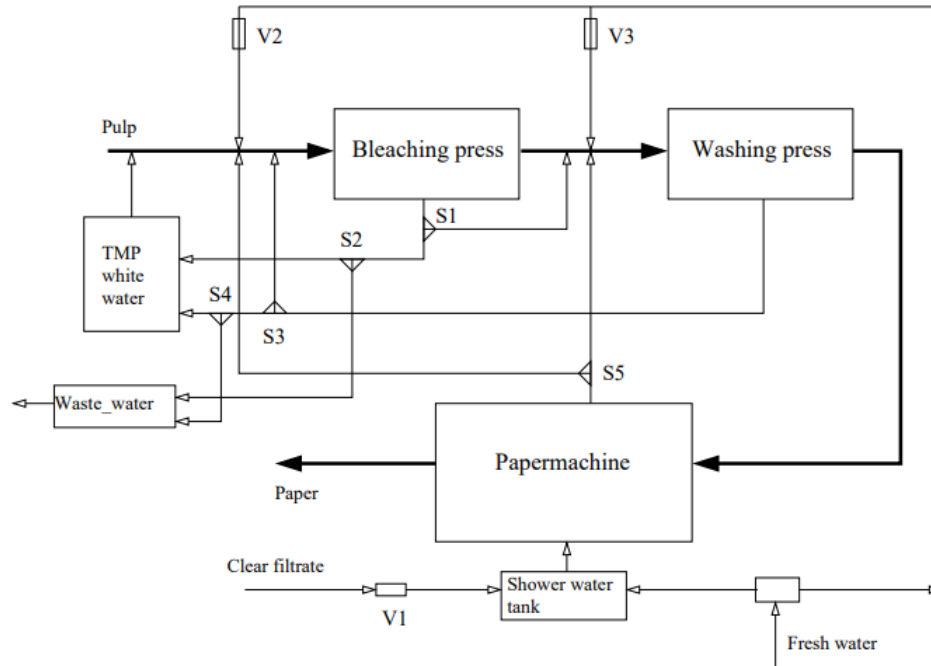 V2
V3
Pulp
Bleaching press
Washing press
S1
S2
TMP
white
water
S4
S3
S5
Waste_water
Papermachine
Paper
Clear filtrate
Shower water
tank
V1
Fresh water